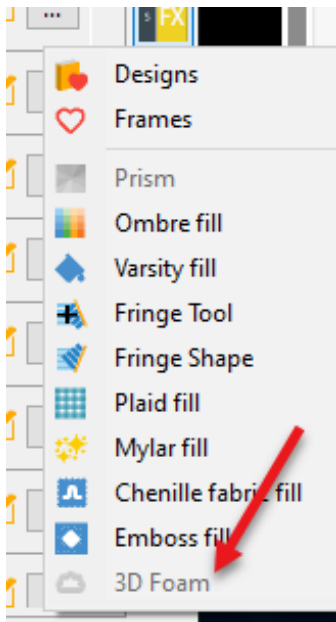 ...
5 FX
Designs
Frames
Prism
Ombre fill
Varsity fill
Fringe Tool
Fringe Shape
Plaid fill
Mylar fill
Chenille fabric fill
Emboss fill
3D Foam